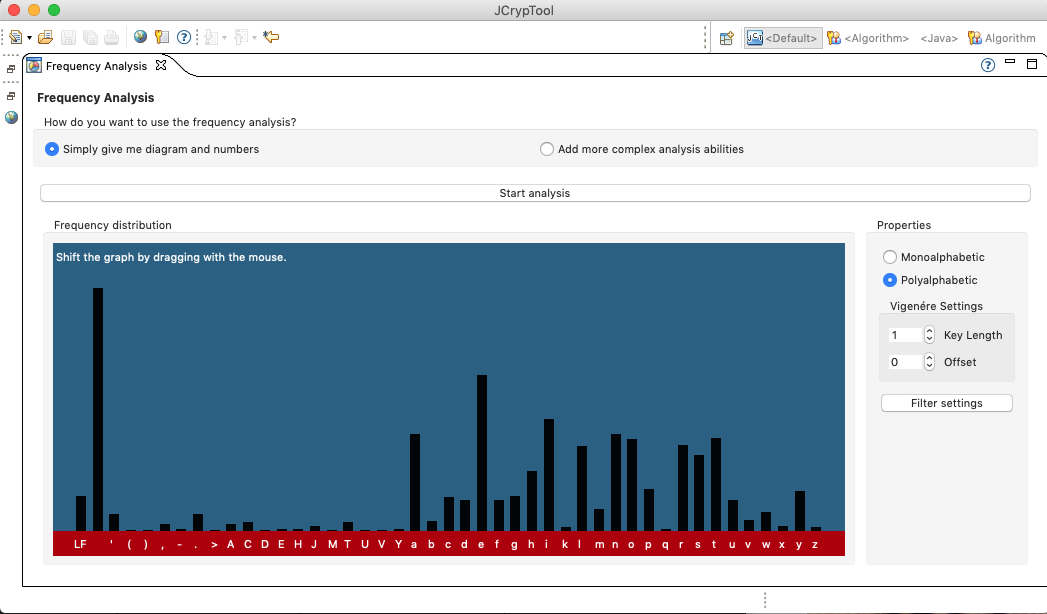 JCrypTool
<Default>
<Algorithm>
<Java>
Algorithm
Frequency Analysis
Frequency Analysis
How do you want to use the frequency analysis?
Simply give me diagram and numbers
Add more complex analysis abilities
Start analysis
Frequency distribution
Properties
Shift the graph by dragging with the mouse.
Monoalphabetic
Polyalphabetic
Vigenére Settings
1 Key Length
0 Offset
Filter settings
LF ' ( ) , - . > A C D E H J M T U V Y a b c d e f g h i k l m n o p q r s t u v w x y z